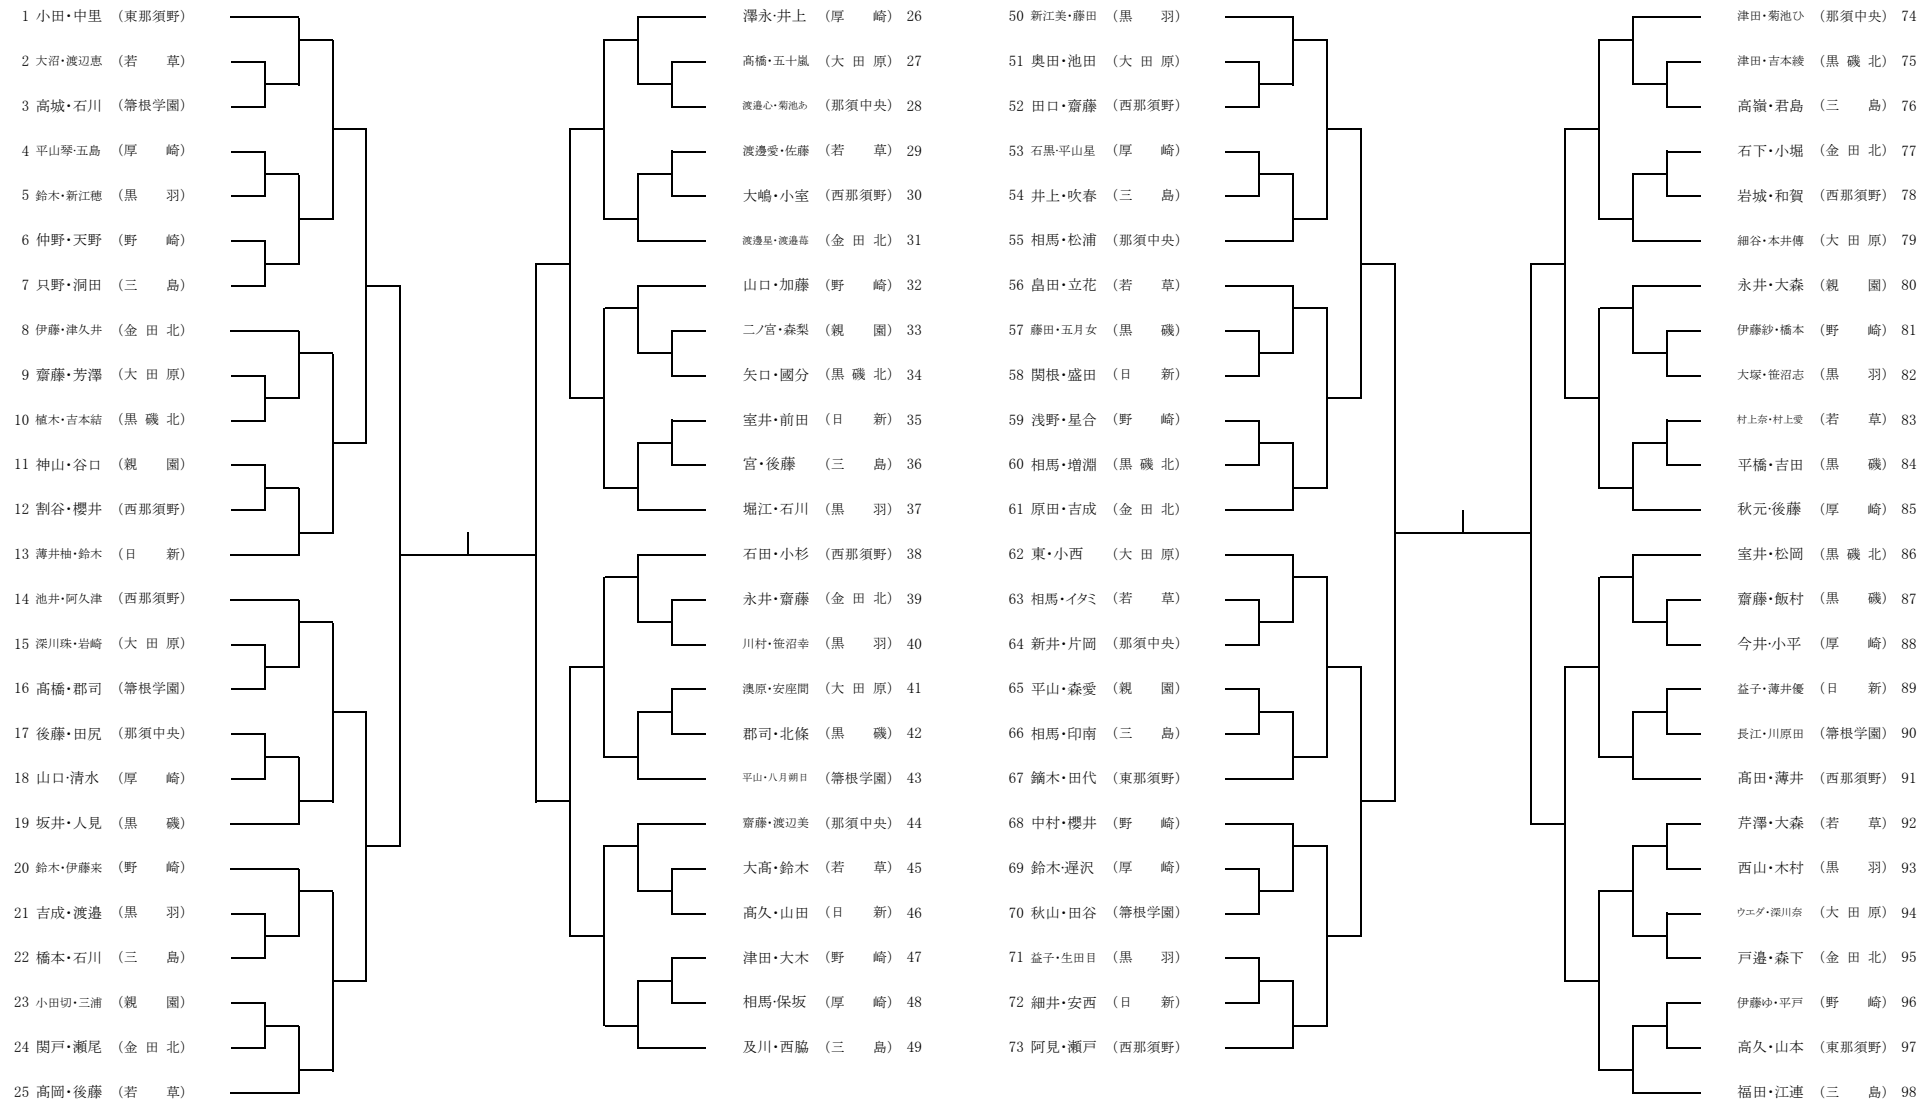 1 小田・中里 （東那須野）
2 大沼・渡辺恵 （若　　草）
3 高城・石川 （箒根学園）
4 平山琴・五島 （厚　　崎）
5 鈴木・新江穂 （黒　　羽）
6 仲野・天野 （野　　崎）
7 只野・洞田 （三　　島）
8 伊藤・津久井 （金 田 北）
9 齋藤・芳澤 （大 田 原）
10 植木・吉本結 （黒 磯 北）
11 神山・谷口 （親　　園）
12 割谷・櫻井 （西那須野）
13 薄井柚・鈴木 （日　　新）
14 池井・阿久津 （西那須野）
15 深川珠・岩崎 （大 田 原）
16 髙橋・郡司 （箒根学園）
17 後藤・田尻 （那須中央）
18 山口・清水 （厚　　崎）
19 坂井・人見 （黒　　磯）
20 鈴木・伊藤来 （野　　崎）
21 吉成・渡邉 （黒　　羽）
22 橋本・石川 （三　　島）
23 小田切・三浦 （親　　園）
24 関戸・瀬尾 （金 田 北）
25 髙岡・後藤 （若　　草）
澤永・井上 （厚　　崎） 26
髙橋・五十嵐 （大 田 原） 27
渡邉心・菊池あ （那須中央） 28
渡邊愛・佐藤 （若　　草） 29
大嶋・小室 （西那須野） 30
渡邊星・渡邉苺 （金 田 北） 31
山口・加藤 （野　　崎） 32
二ノ宮・森梨 （親　　園） 33
矢口・國分 （黒 磯 北） 34
室井・前田 （日　　新） 35
宮・後藤 （三　　島） 36
堀江・石川 （黒　　羽） 37
石田・小杉 （西那須野） 38
永井・齋藤 （金 田 北） 39
川村・笹沼幸 （黒　　羽） 40
澳原・安座間 （大 田 原） 41
郡司・北條 （黒　　磯） 42
平山・八月朔日 （箒根学園） 43
齋藤・渡辺美 （那須中央） 44
大髙・鈴木 （若　　草） 45
髙久・山田 （日　　新） 46
津田・大木 （野　　崎） 47
相馬・保坂 （厚　　崎） 48
及川・西脇 （三　　島） 49
50 新江美・藤田 （黒　　羽）
51 奥田・池田 （大 田 原）
52 田口・齋藤 （西那須野）
53 石黒・平山星 （厚　　崎）
54 井上・吹春 （三　　島）
55 相馬・松浦 （那須中央）
56 畠田・立花 （若　　草）
57 藤田・五月女 （黒　　磯）
58 関根・盛田 （日　　新）
59 浅野・星合 （野　　崎）
60 相馬・増淵 （黒 磯 北）
61 原田・吉成 （金 田 北）
62 東・小西 （大 田 原）
63 相馬・イタミ （若　　草）
64 新井・片岡 （那須中央）
65 平山・森愛 （親　　園）
66 相馬・印南 （三　　島）
67 鏑木・田代 （東那須野）
68 中村・櫻井 （野　　崎）
69 鈴木・遅沢 （厚　　崎）
70 秋山・田谷 （箒根学園）
71 益子・生田目 （黒　　羽）
72 細井・安西 （日　　新）
73 阿見・瀬戸 （西那須野）
津田・菊池ひ （那須中央） 74
津田・吉本綾 （黒 磯 北） 75
高嶺・君島 （三　　島） 76
石下・小堀 （金 田 北） 77
岩城・和賀 （西那須野） 78
細谷・本井傳 （大 田 原） 79
永井・大森 （親　　園） 80
伊藤紗・橋本 （野　　崎） 81
大塚・笹沼志 （黒　　羽） 82
村上奈・村上愛 （若　　草） 83
平橋・吉田 （黒　　磯） 84
秋元・後藤 （厚　　崎） 85
室井・松岡 （黒 磯 北） 86
齋藤・飯村 （黒　　磯） 87
今井・小平 （厚　　崎） 88
益子・薄井優 （日　　新） 89
長江・川原田 （箒根学園） 90
髙田・薄井 （西那須野） 91
芹澤・大森 （若　　草） 92
西山・木村 （黒　　羽） 93
ウエダ・深川奈 （大 田 原） 94
戸邉・森下 （金 田 北） 95
伊藤ゆ・平戸 （野　　崎） 96
高久・山本 （東那須野） 97
福田・江連 （三　　島） 98